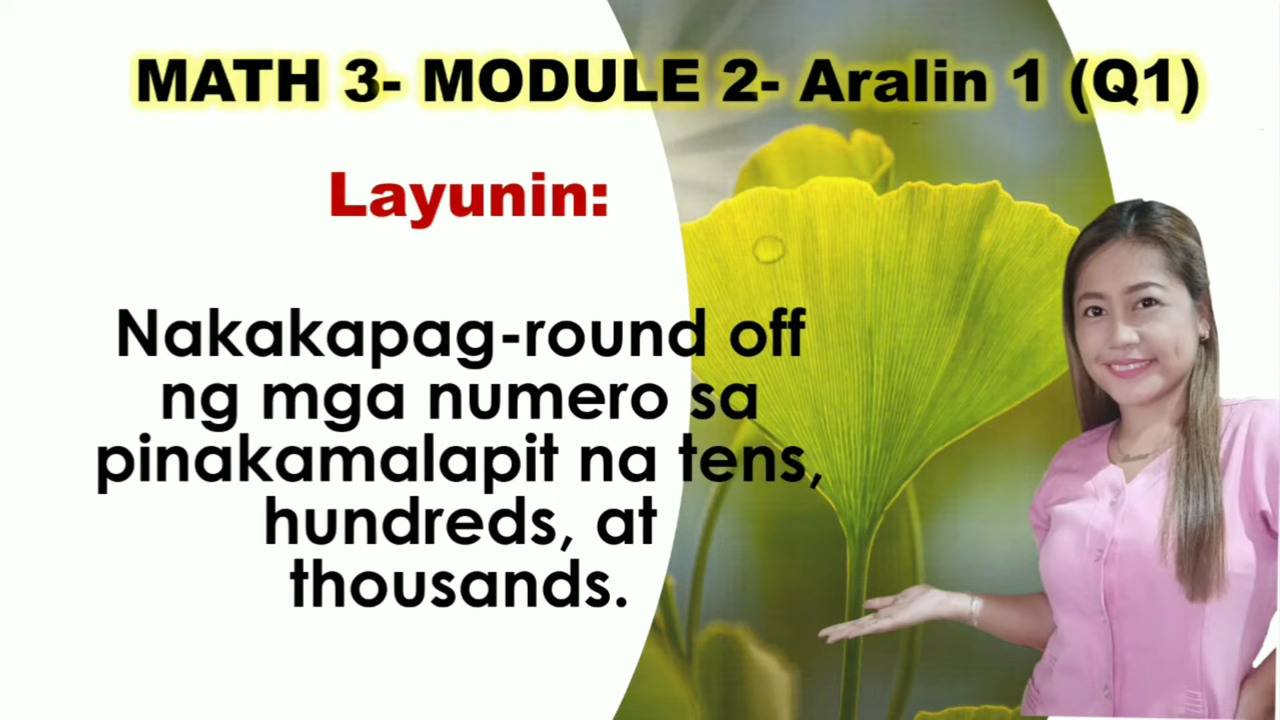 MATH 3- MODULE 2- Aralin 1 (Q1)
Layunin:
Nakakapag-round off
ng mga numero sa
pinakamalapit na tens,
hundreds, at
thousands.